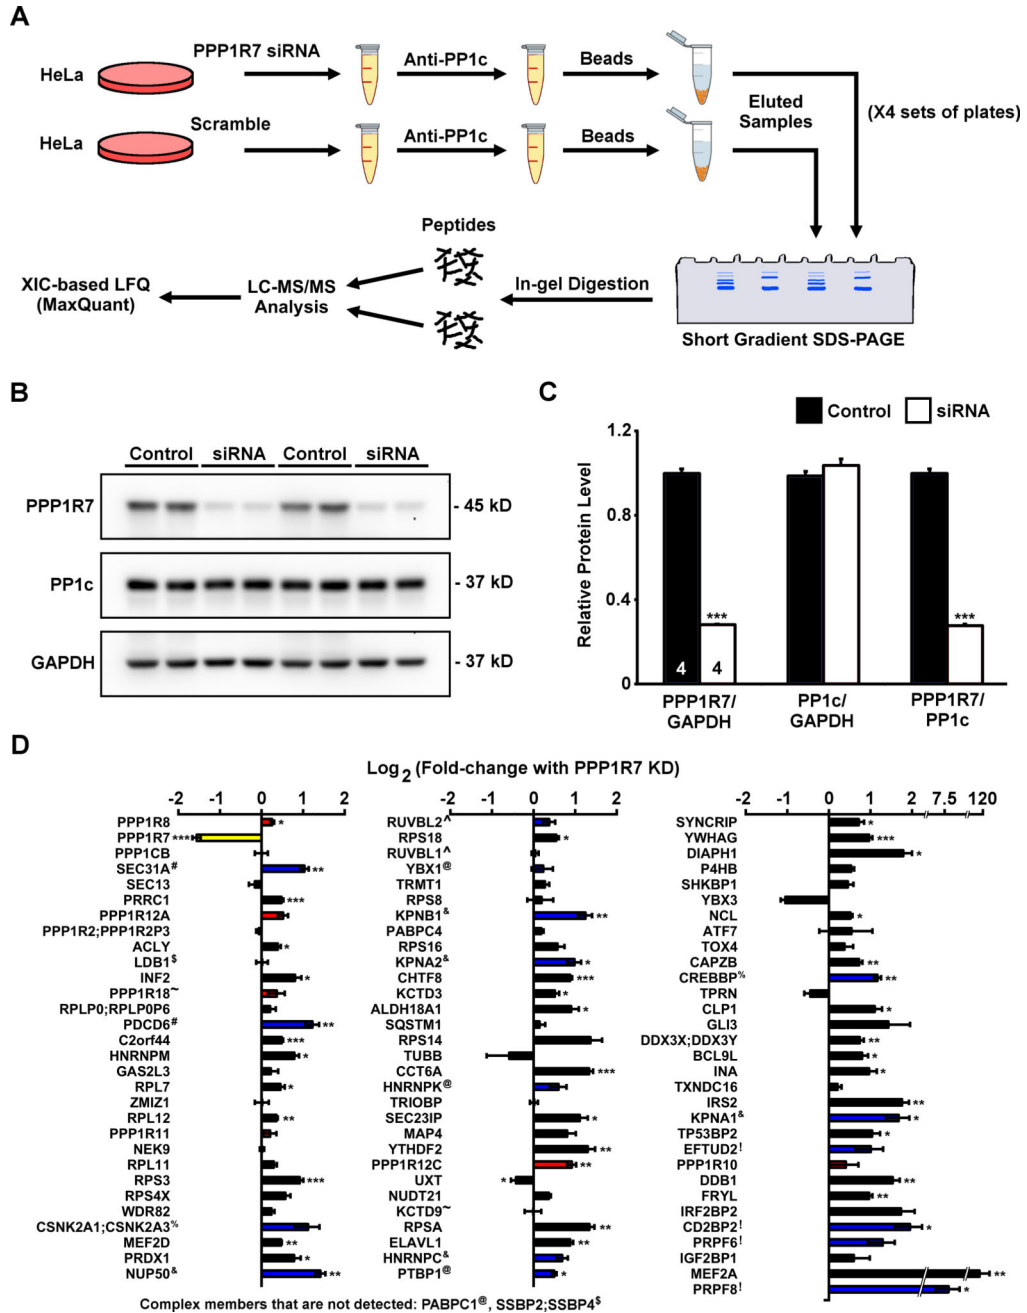 A
HeLa
PPP1R7 siRNA
Anti-PP1c
Beads
HeLa
Scramble
Anti-PP1c
Beads
Eluted
Samples
(X4 sets of plates)
Peptides
XIC-based LFQ
(MaxQuant)
LC-MS/MS
Analysis
In-gel Digestion
Short Gradient SDS-PAGE
B
Control siRNA Control siRNA
PPP1R7 - 45 kD
PP1c - 37 kD
GAPDH - 37 kD
C
Control siRNA
Relative Protein Level
1.2
0.8
0.4
0
***
***
4 4
PPP1R7/
GAPDH
PP1c/
GAPDH
PPP1R7/
PP1c
D
Log2 (Fold-change with PPP1R7 KD)
-2 -1 0 1 2
PPP1R8 *
PPP1R7 ****
PPP1CB
SEC31A# **
SEC13
PRRC1 ***
PPP1R12A
PPP1R2;PPP1R2P3
ACLY *
LDB1$
INF2 *
PPP1R18~
RPLP0;RPLP0P6
PDCD6# **
C2orf44 ***
HNRNPM *
GAS2L3
RPL7 *
ZMIZ1
RPL12 **
PPP1R11
NEK9
RPL11
RPS3 ***
RPS4X
WDR82
CSNK2A1;CSNK2A3%
MEF2D **
PRDX1 *
NUP50& **
-2 -1 0 1 2
RUVBL2^
RPS18 *
RUVBL1^
YBX1@
TRMT1
RPS8
KPNB1& **
PABPC4
RPS16
KPNA2& *
CHTF8 ***
KCTD3 *
ALDH18A1 *
SQSTM1
RPS14
TUBB
CCT6A ***
HNRNPK@
TRIOBP
SEC23IP *
MAP4
YTHDF2 **
PPP1R12C **
UXT *
NUDT21
KCTD9~
RPSA **
ELAVL1 **
HNRNPC&
PTBP1@ *
-2 -1 0 1 2 7.5 120
SYNCRIP *
YWHAG ***
DIAPH1 *
P4HB
SHKBP1
YBX3
NCL *
ATF7
TOX4
CAPZB **
CREBBP% **
TPRN
CLP1 *
GLI3
DDX3X;DDX3Y **
BCL9L *
INA *
TXNDC16
IRS2 **
KPNA1& *
TP53BP2 *
EFTUD2!
PPP1R10
DDB1 **
FRYL **
IRF2BP2
CD2BP2! *
PRPF6!
IGF2BP1
MEF2A **
PRPF8! *
Complex members that are not detected: PABPC1@, SSBP2;SSBP4$